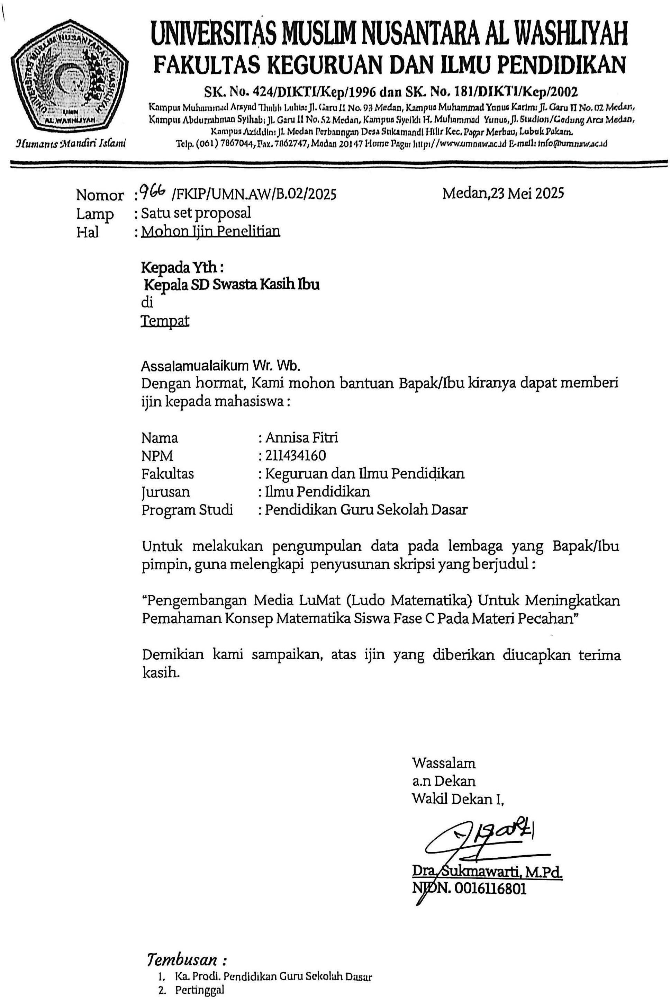 UNIVERSITAS MUSLIM NUSANTARA AL WASHLIYAH
FAKULTAS KEGURUAN DAN ILMU PENDIDIKAN
SK. No. 424/DIKTI/Kep/1996 dan SK. No. 181/DIKTI/Kep/2002
Kampus Muhammad Arsyad Thalib Lubis: Jl. Garu II No. 93 Medan, Kampus Muhammad Yunus Karim: Jl. Garu II No. 02 Medan,
Kampus Abdurrahman Syihab: Jl. Garu II No. 52 Medan, Kampus Syeikh H. Muhammad Yunus, Jl. Stadion/Gedung Arca Medan,
Kampus Aziddin: Jl. Medan Perbaungan Desa Sukamandi Hilir Kec. Pagar Merbau, Lubuk Pakam.
Telp. (061) 7867044, Fax. 7862747, Medan 20147 Home Page: http://www.umnaw.ac.id E-mail: info@umnaw.ac.id
UNIVERSITAS MUSLIM NUSANTARA AL WASHLIYAH
UMN
AL WASHLIYAH
Humanis Mandiri Islami
Nomor : 966 /FKIP/UMN.AW/B.02/2025 Medan,23 Mei 2025
Lamp : Satu set proposal
Hal : Mohon Ijin Penelitian
Kepada Yth :
Kepala SD Swasta Kasih Ibu
di
Tempat
Assalamualaikum Wr. Wb.
Dengan hormat, Kami mohon bantuan Bapak/Ibu kiranya dapat memberi
ijin kepada mahasiswa :
Nama : Annisa Fitri
NPM : 211434160
Fakultas : Keguruan dan Ilmu Pendidikan
Jurusan : Ilmu Pendidikan
Program Studi : Pendidikan Guru Sekolah Dasar
Untuk melakukan pengumpulan data pada lembaga yang Bapak/Ibu
pimpin, guna melengkapi penyusunan skripsi yang berjudul :
“Pengembangan Media LuMat (Ludo Matematika) Untuk Meningkatkan
Pemahaman Konsep Matematika Siswa Fase C Pada Materi Pecahan”
Demikian kami sampaikan, atas ijin yang diberikan diucapkan terima
kasih.
Wassalam
a.n Dekan
Wakil Dekan I,
Dra. Sukmawarti, M.Pd.
NIDN. 0016116801
Tembusan :
1. Ka. Prodi. Pendidikan Guru Sekolah Dasar
2. Pertinggal